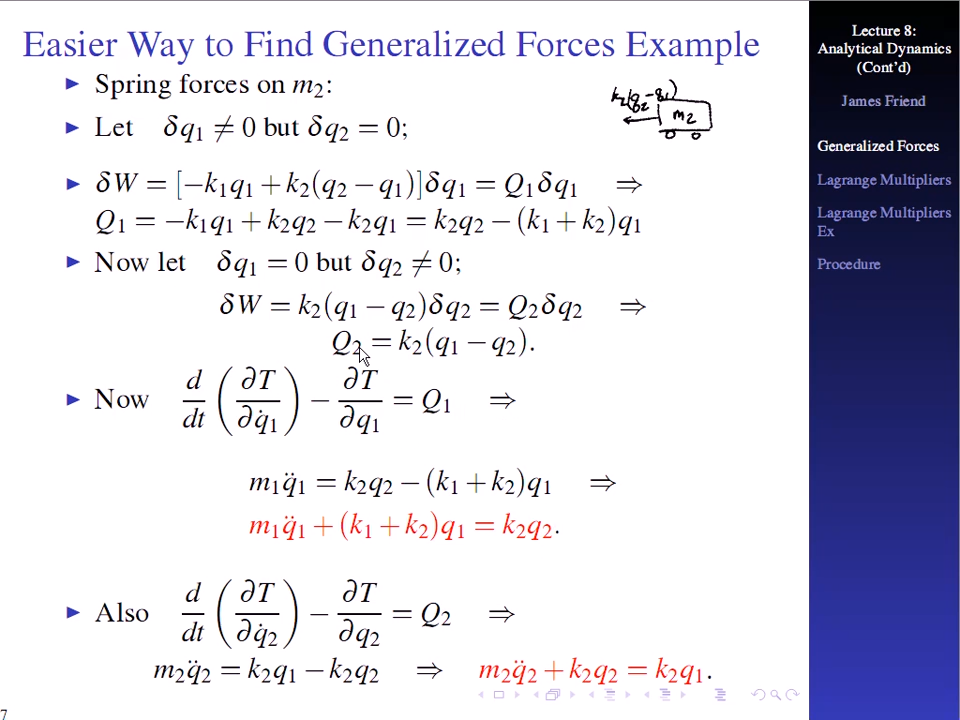 Easier Way to Find Generalized Forces Example
▶ Spring forces on m₂:
k₂(q₂−q₁)
m₂
▶ Let δq₁ ≠ 0 but δq₂ = 0;
▶ δW = [−k₁q₁ + k₂(q₂ − q₁)]δq₁ = Q₁δq₁ ⇒
Q₁ = −k₁q₁ + k₂q₂ − k₂q₁ = k₂q₂ − (k₁ + k₂)q₁
▶ Now let δq₁ = 0 but δq₂ ≠ 0;
δW = k₂(q₁ − q₂)δq₂ = Q₂δq₂ ⇒
Q₂ = k₂(q₁ − q₂).
▶ Now d/dt (∂T/∂q̇₁) − ∂T/∂q₁ = Q₁ ⇒
m₁q̈₁ = k₂q₂ − (k₁ + k₂)q₁ ⇒
m₁q̈₁ + (k₁ + k₂)q₁ = k₂q₂.
▶ Also d/dt (∂T/∂q̇₂) − ∂T/∂q₂ = Q₂ ⇒
m₂q̈₂ = k₂q₁ − k₂q₂ ⇒ m₂q̈₂ + k₂q₂ = k₂q₁.
7
Lecture 8:
Analytical Dynamics
(Cont'd)
James Friend
Generalized Forces
Lagrange Multipliers
Lagrange Multipliers
Ex
Procedure